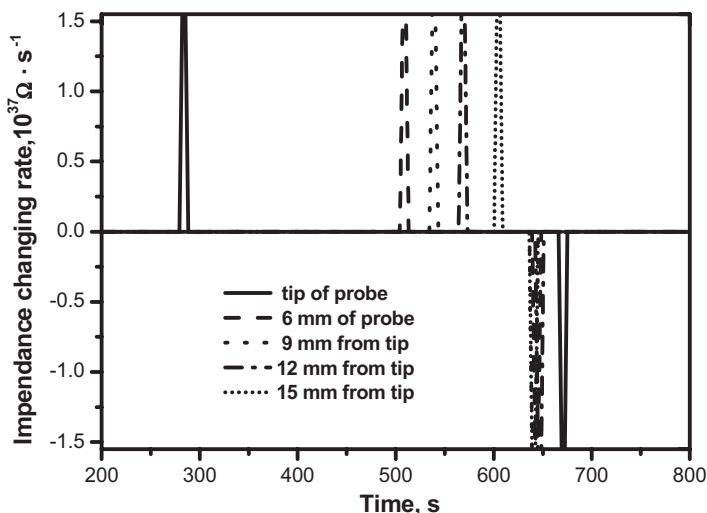 Impendance changing rate,10³⁷Ω · s⁻¹
1.5
1.0
0.5
0.0
-0.5
-1.0
-1.5
tip of probe
6 mm of probe
9 mm from tip
12 mm from tip
15 mm from tip
200 300 400 500 600 700 800
Time, s